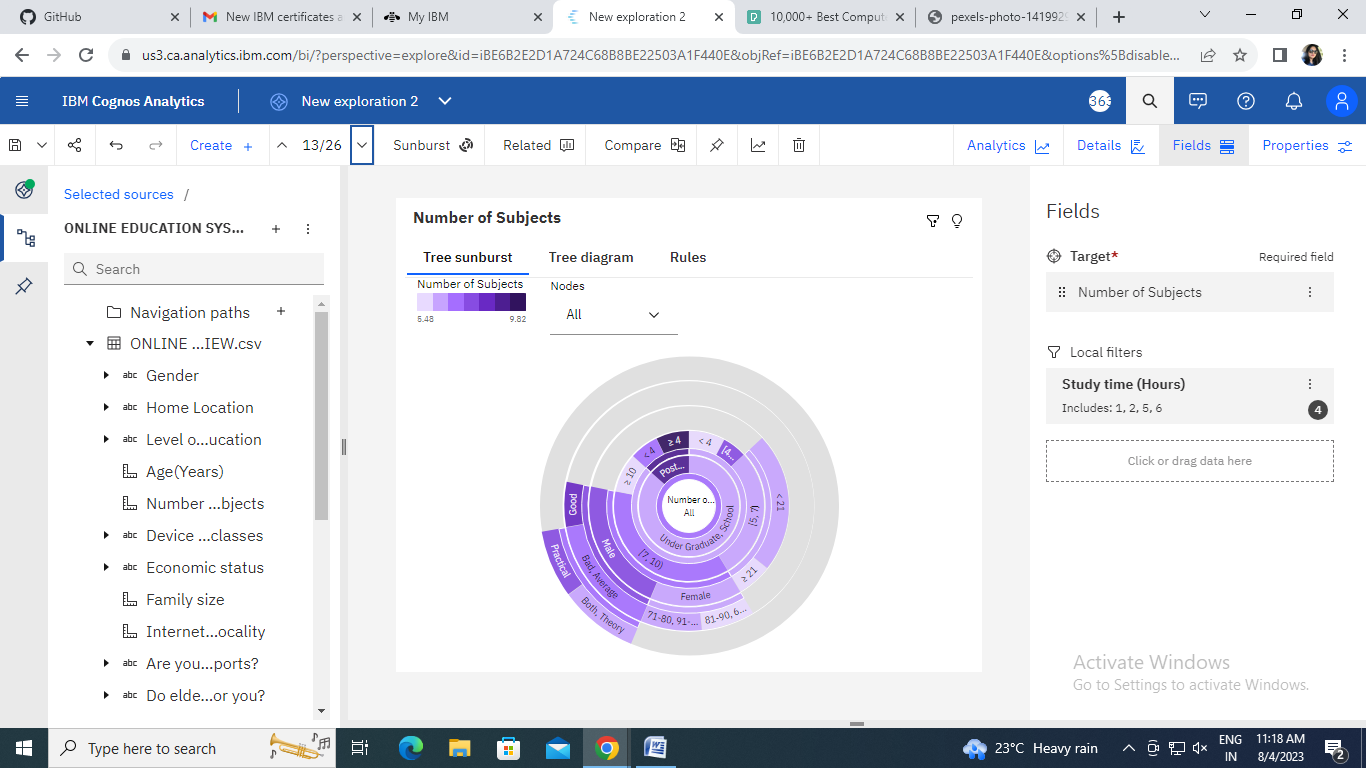 GitHub
New IBM certificates a
My IBM
New exploration 2
10,000+ Best Comput
pexels-photo-1419925
us3.ca.analytics.ibm.com/bi/?perspective=explore&id=iBE6B2E2D1A724C68B8BE22503A1F440E&objRef=iBE6B2E2D1A724C68B8BE22503A1F440E&options%5Bdisable...
IBM Cognos Analytics
New exploration 2
363
Create
13/26
Sunburst
Related
Compare
Analytics
Details
Fields
Properties
Selected sources /
ONLINE EDUCATION SYS...
Search
Navigation paths
ONLINE ...IEW.csv
abc Gender
abc Home Location
abc Level o...ucation
Age(Years)
Number ...bjects
abc Device ...classes
abc Economic status
Family size
Internet...ocality
abc Are you...ports?
abc Do elde...or you?
Number of Subjects
Tree sunburst
Tree diagram
Rules
Number of Subjects
5.48
9.82
Nodes
All
Number o...
All
Post...
Under Graduate, School
≥ 4
< 4
< 4
[4...
≥ 10
[7, 10)
[5, 7)
< 21
≥ 21
Good
Male
Female
Bad, Average
Practical
Both, Theory
71-80, 91-...
81-90, 6...
Fields
Target*
Required field
Number of Subjects
Local filters
Study time (Hours)
Includes: 1, 2, 5, 6
4
Click or drag data here
Activate Windows
Go to Settings to activate Windows.
Type here to search
23°C Heavy rain
ENG
IN
11:18 AM
8/4/2023
2